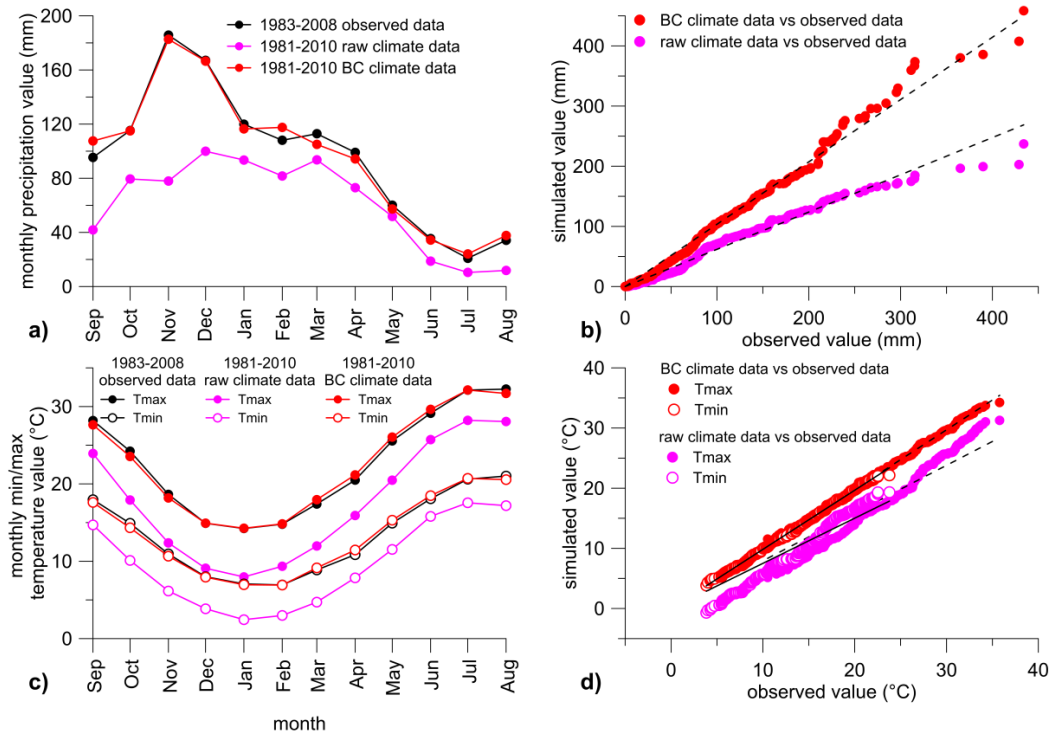 monthly precipitation value (mm)
200
160
120
80
40
0
1983-2008 observed data
1981-2010 raw climate data
1981-2010 BC climate data
Sep
Oct
Nov
Dec
Jan
Feb
Mar
Apr
May
Jun
Jul
Aug
a)
simulated value (mm)
400
300
200
100
0
BC climate data vs observed data
raw climate data vs observed data
0 100 200 300 400
observed value (mm)
b)
monthly min/max
temperature value (°C)
30
20
10
0
1983-2008 1981-2010 1981-2010
observed data raw climate data BC climate data
Tmax Tmax Tmax
Tmin Tmin Tmin
Sep
Oct
Nov
Dec
Jan
Feb
Mar
Apr
May
Jun
Jul
Aug
c)
month
simulated value (°C)
40
30
20
10
0
BC climate data vs observed data
Tmax
Tmin
raw climate data vs observed data
Tmax
Tmin
0 10 20 30 40
observed value (°C)
d)